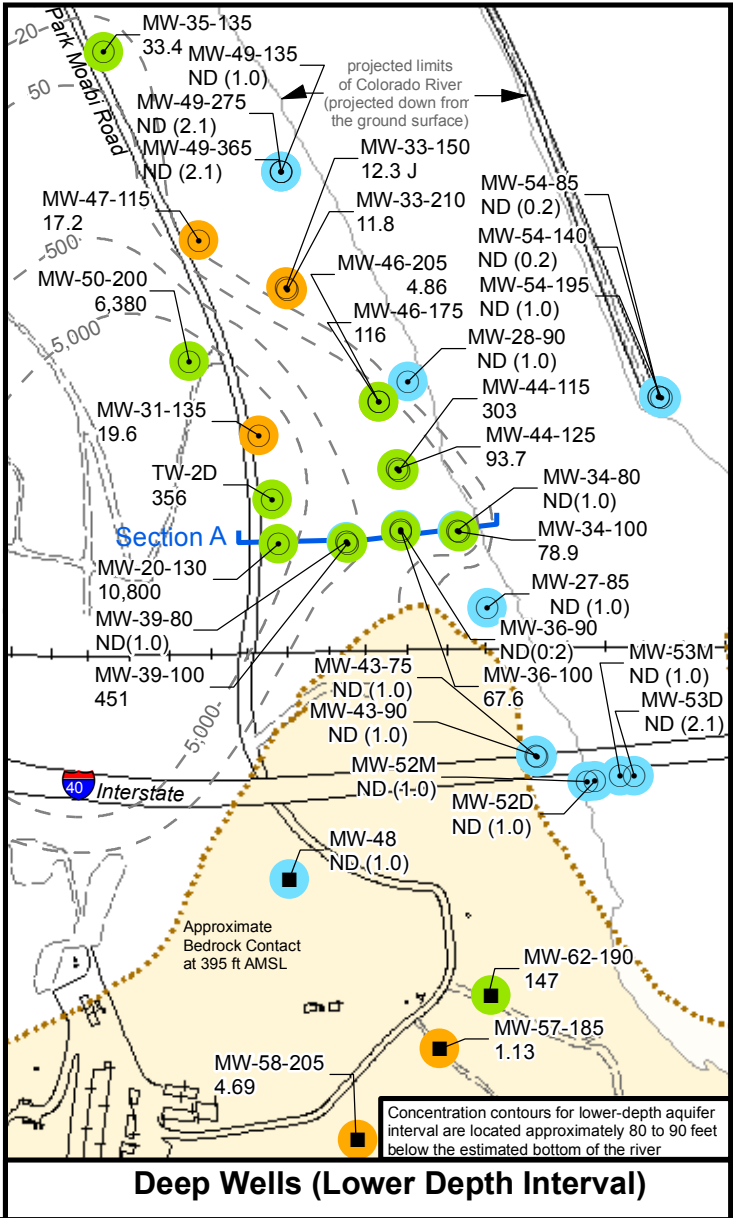 MW-35-135
33.4
20
50
Park Moabi Road
MW-49-135
ND (1.0)
MW-49-275
ND (2.1)
MW-49-365
ND (2.1)
projected limits
of Colorado River
(projected down from
the ground surface)
MW-33-150
12.3 J
MW-33-210
11.8
MW-54-85
ND (0.2)
MW-54-140
ND (0.2)
MW-54-195
ND (1.0)
MW-47-115
17.2
500
MW-46-205
4.86
MW-50-200
6,380
5,000
MW-46-175
116
MW-28-90
ND (1.0)
MW-44-115
303
MW-31-135
19.6
MW-44-125
93.7
TW-2D
356
MW-34-80
ND(1.0)
Section A
MW-34-100
78.9
MW-20-130
10,800
MW-27-85
ND (1.0)
MW-39-80
ND(1.0)
MW-36-90
ND(0.2)
MW-53M
ND (1.0)
MW-39-100
451
MW-43-75
ND (1.0)
MW-36-100
67.6
MW-53D
ND (2.1)
MW-43-90
ND (1.0)
5,000
MW-52M
ND (1.0)
40
Interstate
MW-52D
ND (1.0)
MW-48
ND (1.0)
Approximate
Bedrock Contact
at 395 ft AMSL
MW-62-190
147
MW-57-185
1.13
MW-58-205
4.69
Concentration contours for lower-depth aquifer
interval are located approximately 80 to 90 feet
below the estimated bottom of the river
Deep Wells (Lower Depth Interval)